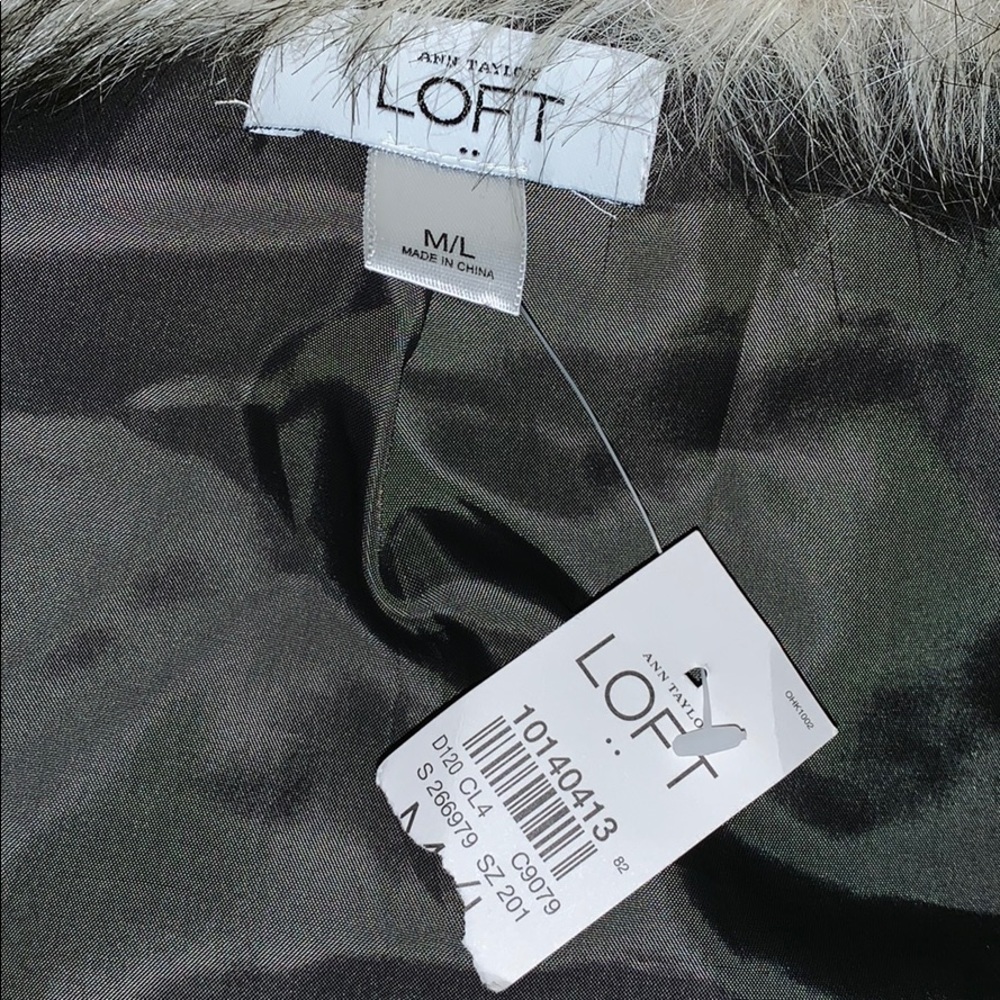 ANN TAYLOR
LOFT
M/L
MADE IN CHINA
OHK1002
ANN TAYLOR
LOFT
10140413
82
D120 CL4 C9079
S 266979 SZ 201